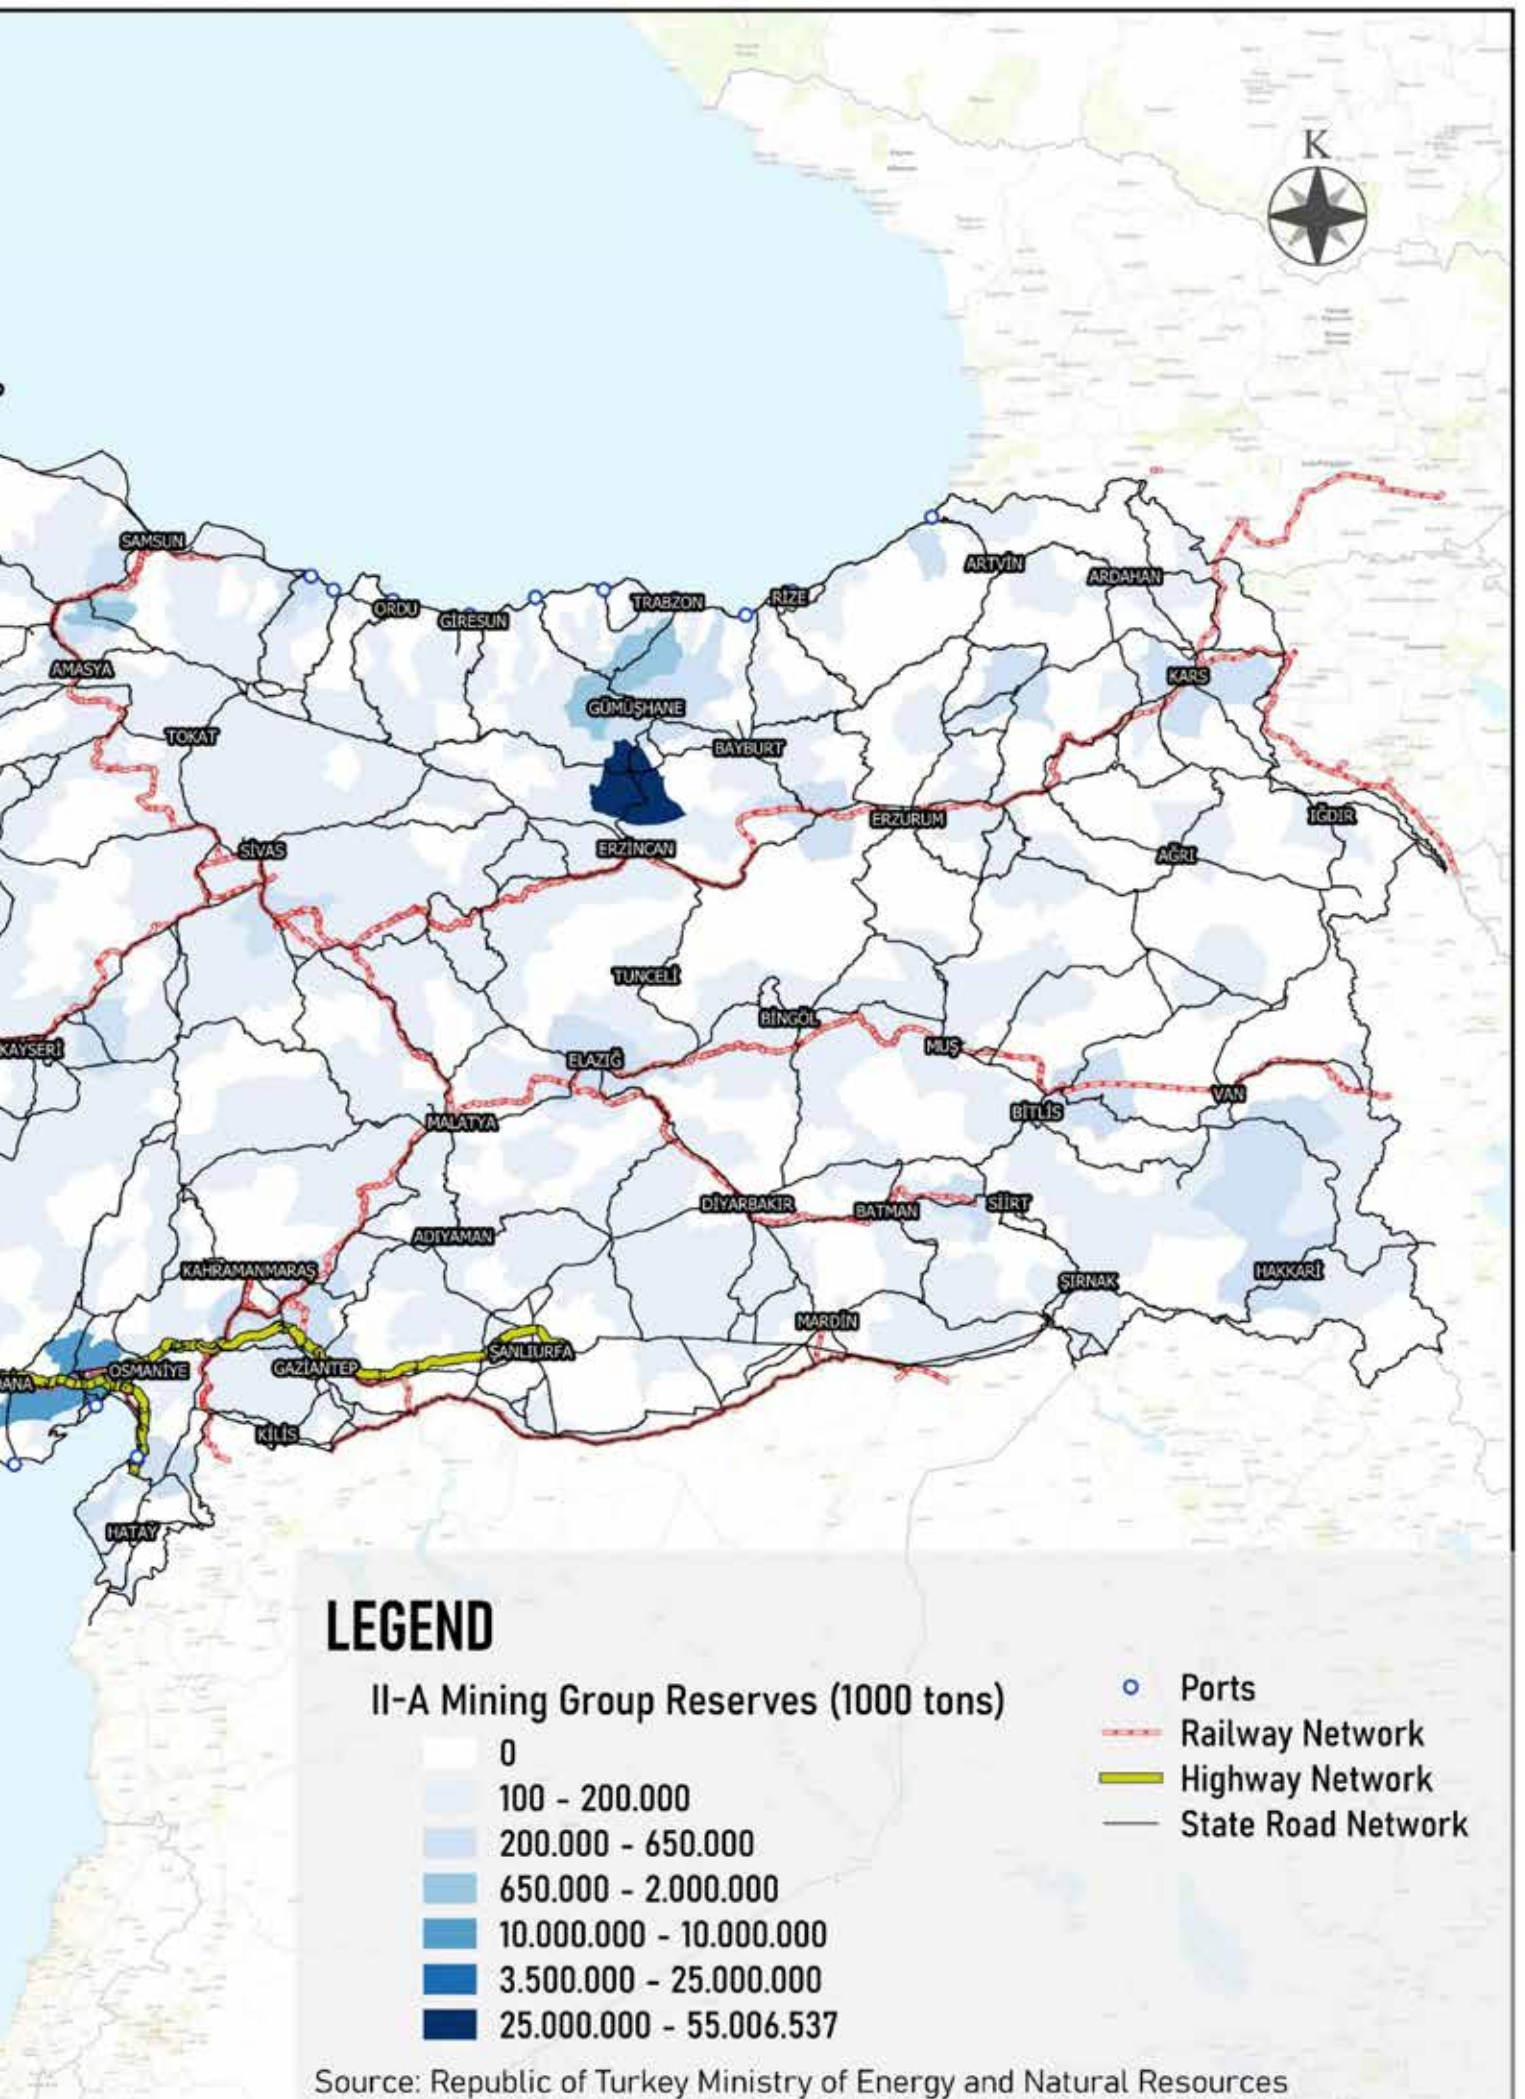 K
SAMSUN
ORDU
GİRESUN
TRABZON
RİZE
ARTVİN
ARDAHAN
AMASYA
KARS
GÜMÜŞHANE
TOKAT
BAYBURT
ERZURUM
IĞDIR
SİVAS
ERZİNCAN
AĞRI
TUNCELİ
BİNGÖL
KAYSERİ
ELAZIĞ
MUŞ
VAN
BİTLİS
MALATYA
DİYARBAKIR
BATMAN
SİİRT
ADIYAMAN
KAHRAMANMARAŞ
ŞIRNAK
HAKKARİ
MARDİN
ŞANLIURFA
OSMANİYE
GAZİANTEP
DANA
KİLİS
HATAY
LEGEND
II-A Mining Group Reserves (1000 tons)
0
100 - 200.000
200.000 - 650.000
650.000 - 2.000.000
10.000.000 - 10.000.000
3.500.000 - 25.000.000
25.000.000 - 55.006.537
Ports
Railway Network
Highway Network
State Road Network
Source: Republic of Turkey Ministry of Energy and Natural Resources